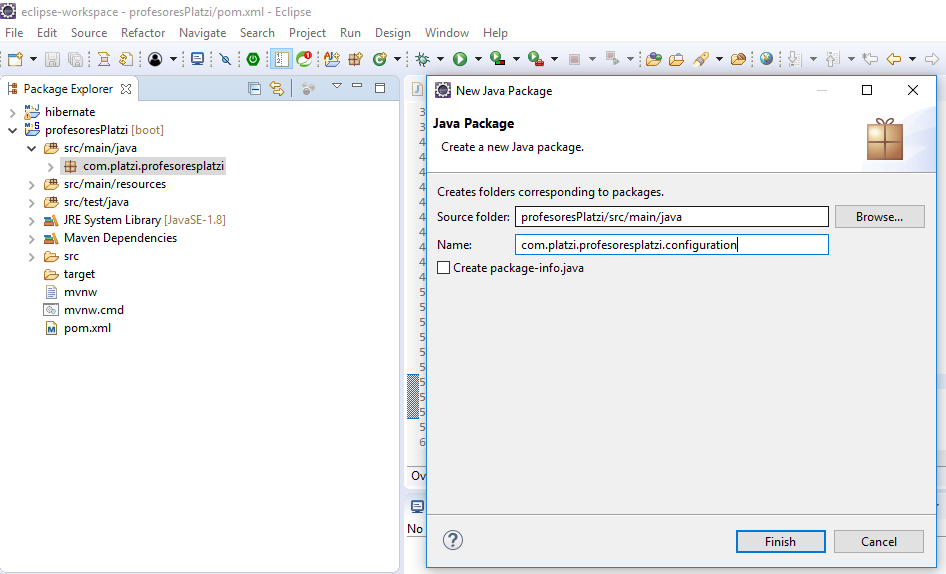 eclipse-workspace - profesoresPlatzi/pom.xml - Eclipse
File Edit Source Refactor Navigate Search Project Run Design Window Help
Package Explorer
hibernate
profesoresPlatzi [boot]
src/main/java
com.platzi.profesoresplatzi
src/main/resources
src/test/java
JRE System Library [JavaSE-1.8]
Maven Dependencies
src
target
mvnw
mvnw.cmd
pom.xml
New Java Package
Java Package
Create a new Java package.
Creates folders corresponding to packages.
Source folder: profesoresPlatzi/src/main/java Browse...
Name: com.platzi.profesoresplatzi.configuration
Create package-info.java
Ov
No
? Finish Cancel